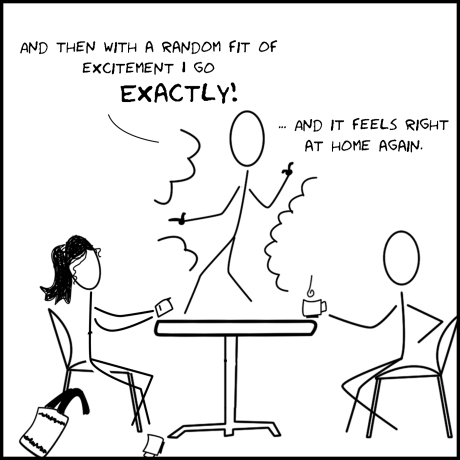 AND THEN WITH A RANDOM FIT OF
EXCITEMENT I GO
EXACTLY!
... AND IT FEELS RIGHT
AT HOME AGAIN.